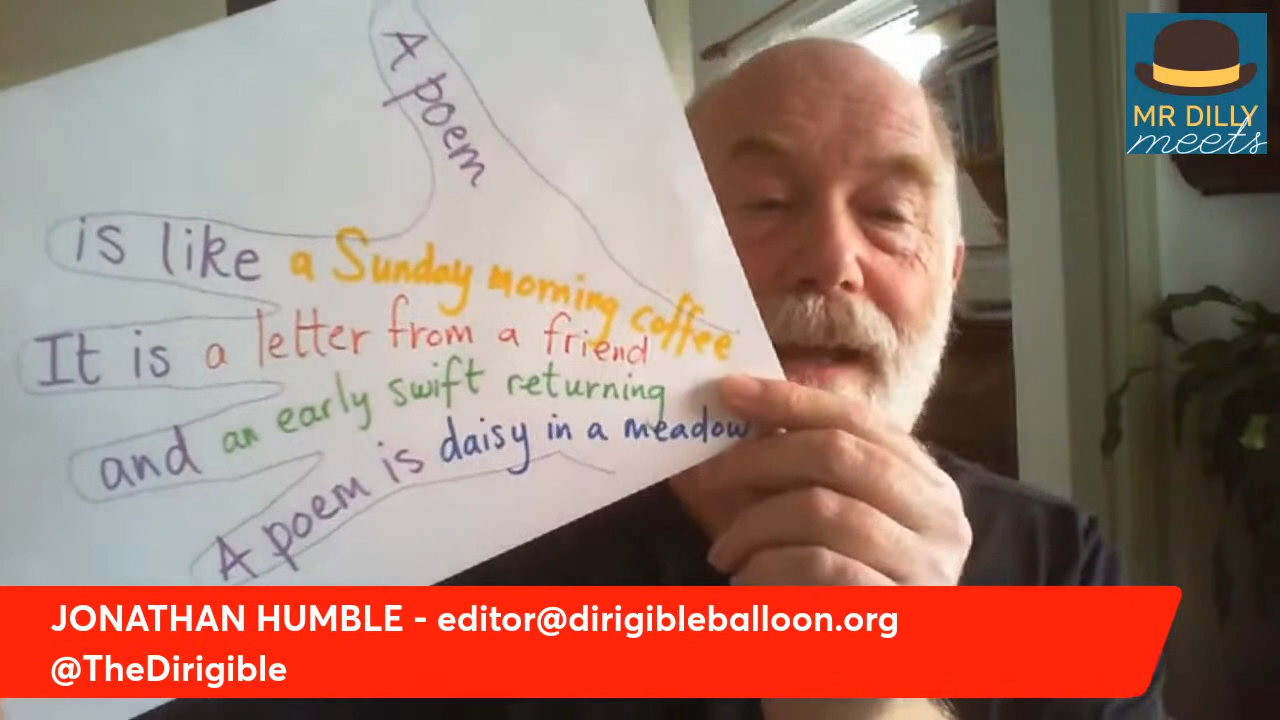 A poem
is like a Sunday morning coffee
It is a letter from a friend
and an early swift returning
A poem is daisy in a meadow
MR DILLY
meets
JONATHAN HUMBLE - editor@dirigibleballoon.org
@TheDirigible